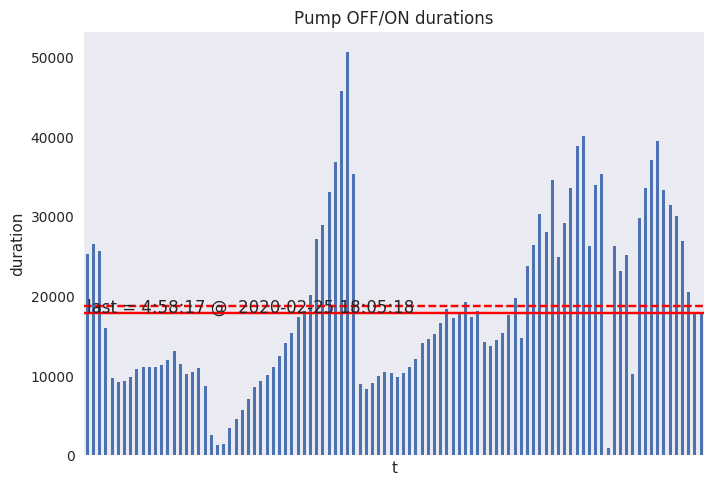 Pump OFF/ON durations
50000
40000
30000
20000
10000
0
duration
last = 4:58:17 @ 2020-02-25 18:05:18
t